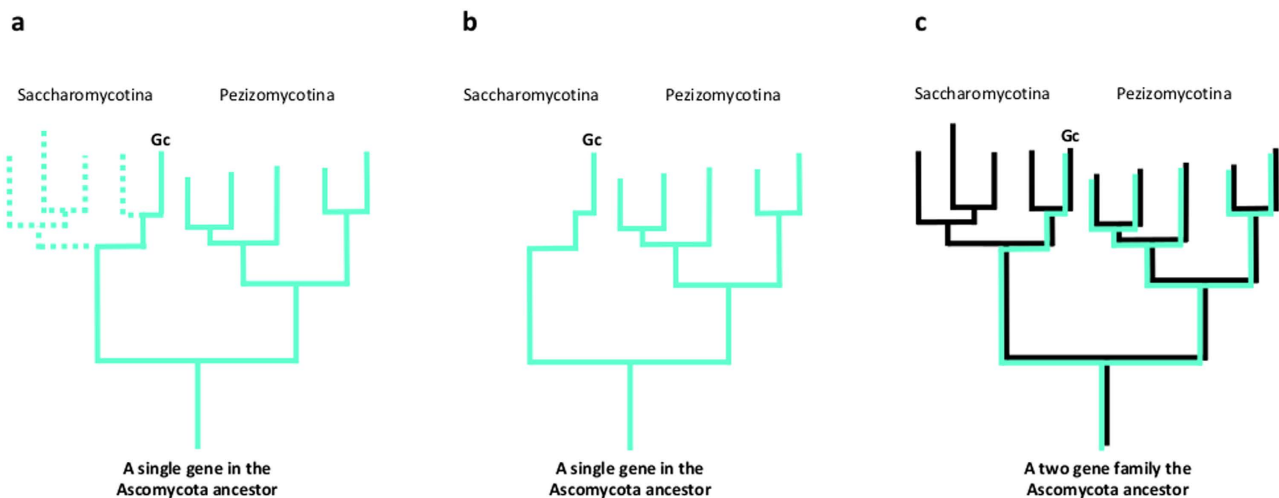 a
b
c
Saccharomycotina
Pezizomycotina
Saccharomycotina
Pezizomycotina
Saccharomycotina
Pezizomycotina
Gc
Gc
Gc
A single gene in the
Ascomycota ancestor
A single gene in the
Ascomycota ancestor
A two gene family the
Ascomycota ancestor